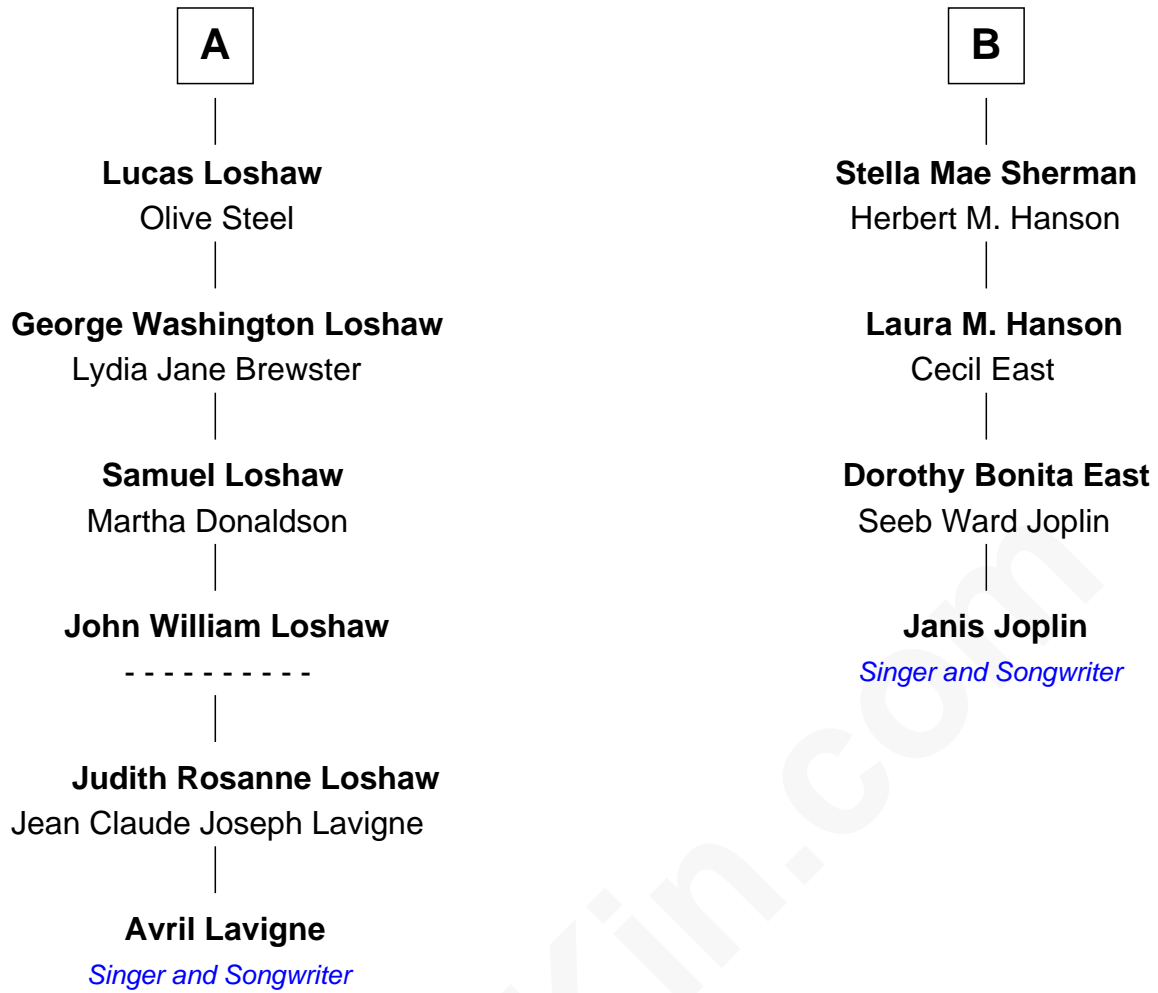 A
Lucas Loshaw
Olive Steel
George Washington Loshaw
Lydia Jane Brewster
Samuel Loshaw
Martha Donaldson
John William Loshaw
- - - - - - - - - -
Judith Rosanne Loshaw
Jean Claude Joseph Lavigne
Avril Lavigne
Singer and Songwriter
B
Stella Mae Sherman
Herbert M. Hanson
Laura M. Hanson
Cecil East
Dorothy Bonita East
Seeb Ward Joplin
Janis Joplin
Singer and Songwriter